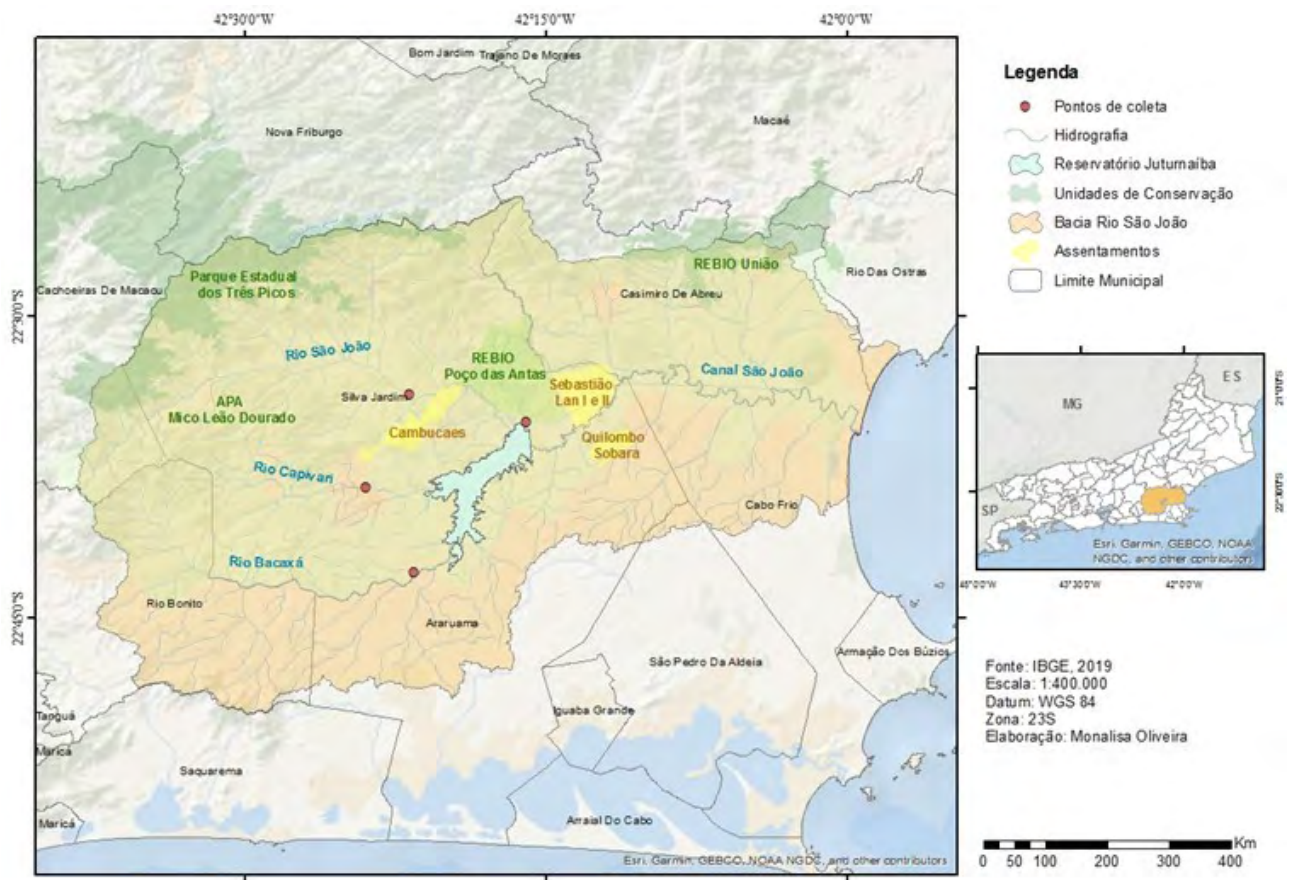 42°30'0"W
42°15'0"W
42°0'0"W
Bom Jardim
Trajano De Moraes
Nova Friburgo
Macaé
Cachoeiras De Macacu
Parque Estadual
dos Três Picos
REBIO União
Rio Das Ostras
Casimiro De Abreu
22°30'0"S
Rio São João
REBIO
Poço das Antas
Canal São João
Silva Jardim
Sebastião
Lan I e II
APA
Mico Leão Dourado
Cambucaes
Quilombo
Sobara
Rio Capivari
Cabo Frio
Rio Bacaxá
Rio Bonito
22°45'0"S
Araruama
São Pedro Da Aldeia
Armação Dos Búzios
Iguaba Grande
Tanguá
Maricá
Saquarema
Maricá
Arraial Do Cabo
Esri, Garmin, GEBCO, NOAA NGDC, and other contributors
Legenda
Pontos de coleta
Hidrografia
Reservatório Juturnaíba
Unidades de Conservação
Bacia Rio São João
Assentamentos
Limite Municipal
ES
MG
SP
21°0'0"S
Esri, Garmin, GEBCO, NOAA
NGDC, and other contributors
43°30'0"W
42°0'0"W
Fonte: IBGE, 2019
Escala: 1:400.000
Datum: WGS 84
Zona: 23S
Elaboração: Monalisa Oliveira
Km
0 50 100 200 300 400